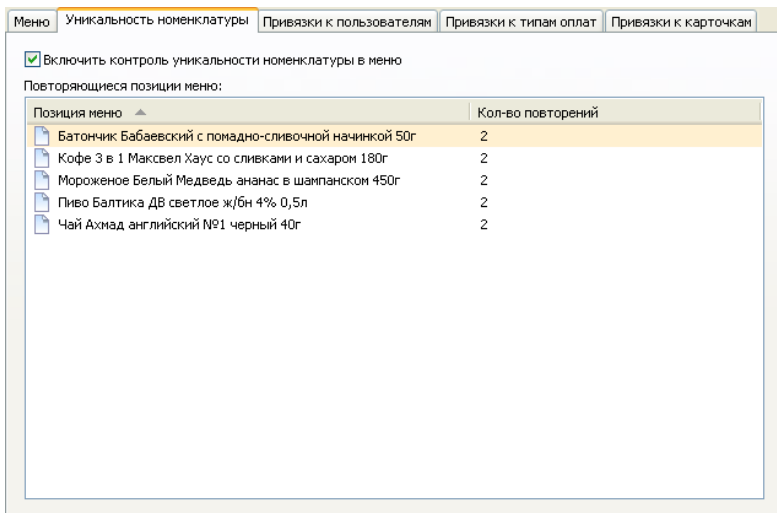 Меню Уникальность номенклатуры Привязки к пользователям Привязки к типам оплат Привязки к карточкам
Включить контроль уникальности номенклатуры в меню
Повторяющиеся позиции меню:
Позиция меню Кол-во повторений
Батончик Бабаевский с помадно-сливочной начинкой 50г 2
Кофе 3 в 1 Максвел Хаус со сливками и сахаром 180г 2
Мороженое Белый Медведь ананас в шампанском 450г 2
Пиво Балтика ДВ светлое ж/бн 4% 0,5л 2
Чай Ахмад английский №1 черный 40г 2